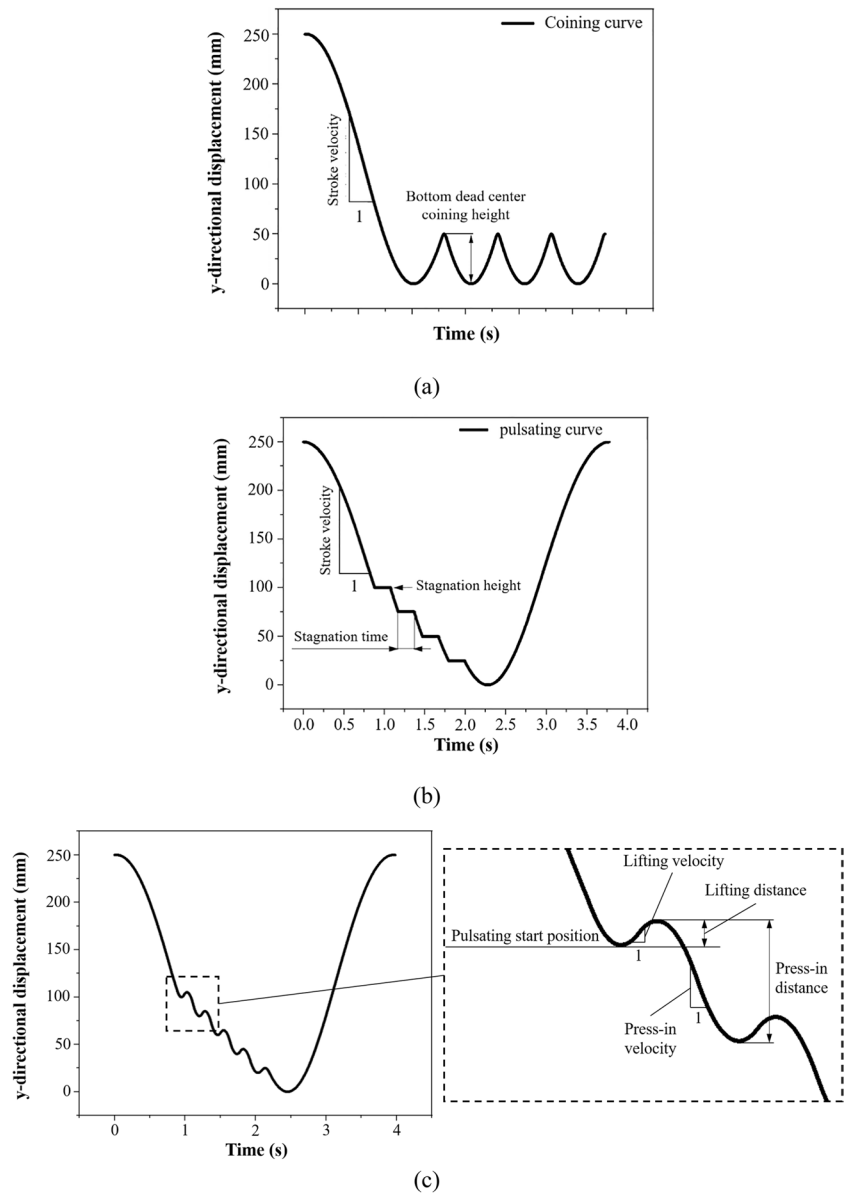 Coining curve
y-directional displacement (mm)
250
200
150
100
50
0
Stroke velocity
1
Bottom dead center
coining height
Time (s)
(a)
pulsating curve
y-directional displacement (mm)
250
200
150
100
50
0
Stroke velocity
1
Stagnation height
Stagnation time
0.0 0.5 1.0 1.5 2.0 2.5 3.0 3.5 4.0
Time (s)
(b)
y-directional displacement (mm)
250
200
150
100
50
0
0 1 2 3 4
Time (s)
Lifting velocity
Lifting distance
Pulsating start position
1
Press-in
distance
1
Press-in
velocity
(c)